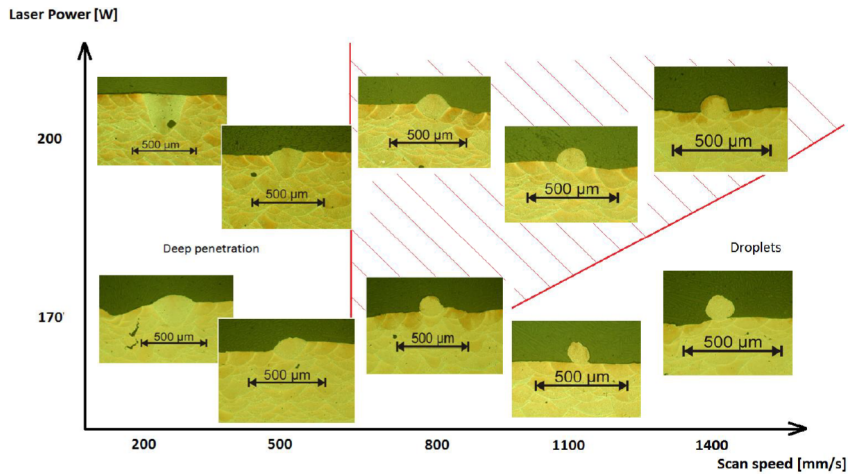 Laser Power [W]
200
500 µm
500 µm
500 µm
500 µm
500 µm
Deep penetration
Droplets
170
500 µm
500 µm
500 µm
500 µm
500 µm
200
500
800
1100
1400
Scan speed [mm/s]